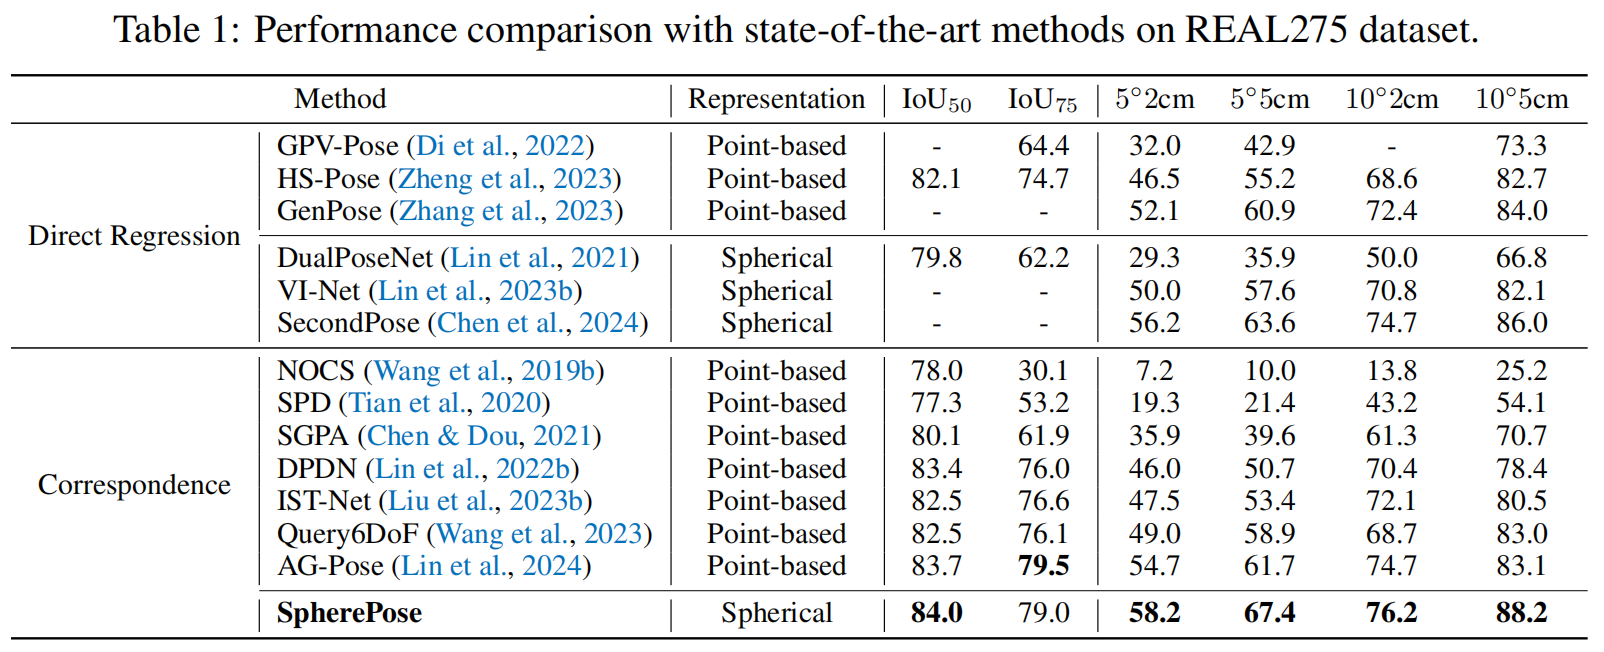 Table 1: Performance comparison with state-of-the-art methods on REAL275 dataset.
Method Representation IoU50 IoU75 5°2cm 5°5cm 10°2cm 10°5cm
Direct Regression
GPV-Pose (Di et al., 2022) Point-based - 64.4 32.0 42.9 - 73.3
HS-Pose (Zheng et al., 2023) Point-based 82.1 74.7 46.5 55.2 68.6 82.7
GenPose (Zhang et al., 2023) Point-based - - 52.1 60.9 72.4 84.0
DualPoseNet (Lin et al., 2021) Spherical 79.8 62.2 29.3 35.9 50.0 66.8
VI-Net (Lin et al., 2023b) Spherical - - 50.0 57.6 70.8 82.1
SecondPose (Chen et al., 2024) Spherical - - 56.2 63.6 74.7 86.0
Correspondence
NOCS (Wang et al., 2019b) Point-based 78.0 30.1 7.2 10.0 13.8 25.2
SPD (Tian et al., 2020) Point-based 77.3 53.2 19.3 21.4 43.2 54.1
SGPA (Chen & Dou, 2021) Point-based 80.1 61.9 35.9 39.6 61.3 70.7
DPDN (Lin et al., 2022b) Point-based 83.4 76.0 46.0 50.7 70.4 78.4
IST-Net (Liu et al., 2023b) Point-based 82.5 76.6 47.5 53.4 72.1 80.5
Query6DoF (Wang et al., 2023) Point-based 82.5 76.1 49.0 58.9 68.7 83.0
AG-Pose (Lin et al., 2024) Point-based 83.7 79.5 54.7 61.7 74.7 83.1
SpherePose Spherical 84.0 79.0 58.2 67.4 76.2 88.2